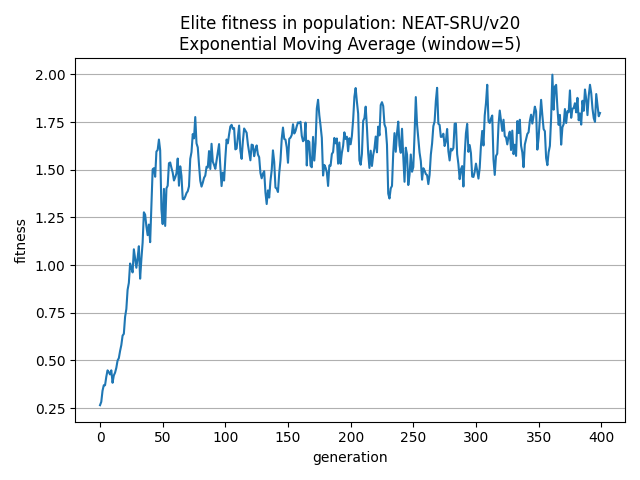 Elite fitness in population: NEAT-SRU/v20
Exponential Moving Average (window=5)
2.00
1.75
1.50
1.25
1.00
0.75
0.50
0.25
fitness
0 50 100 150 200 250 300 350 400
generation